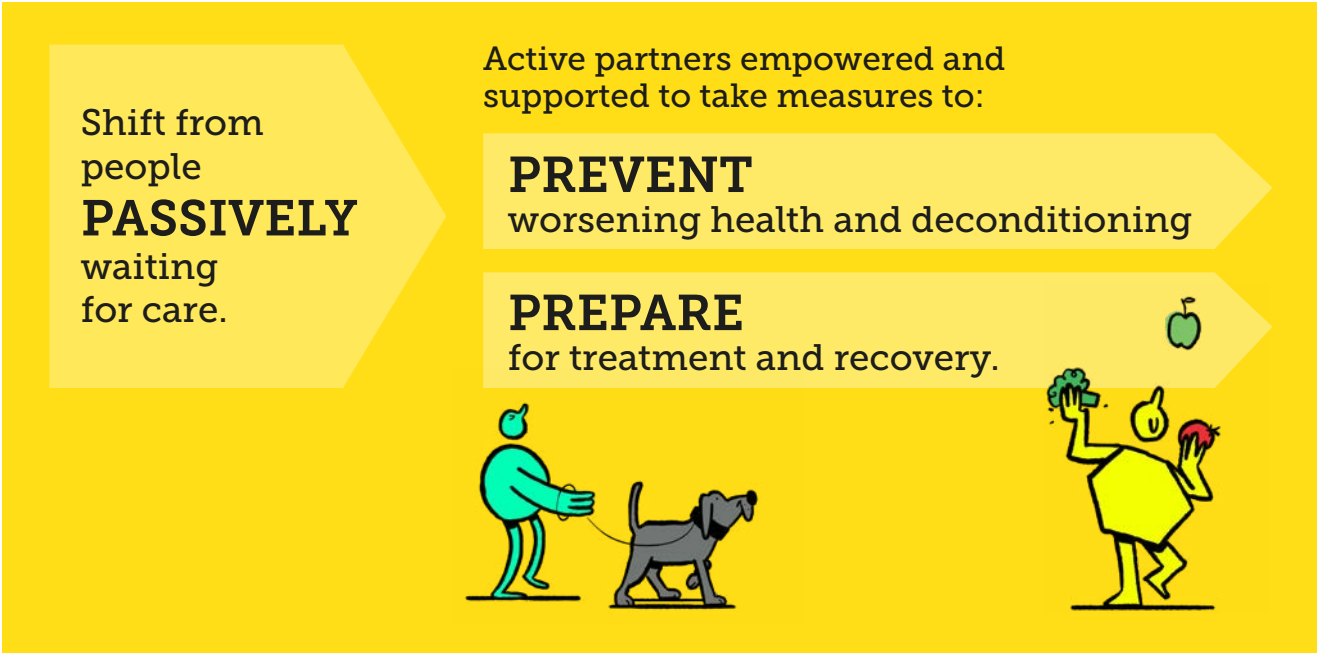 Shift from
people
PASSIVELY
waiting
for care.
Active partners empowered and
supported to take measures to:
PREVENT
worsening health and deconditioning
PREPARE
for treatment and recovery.